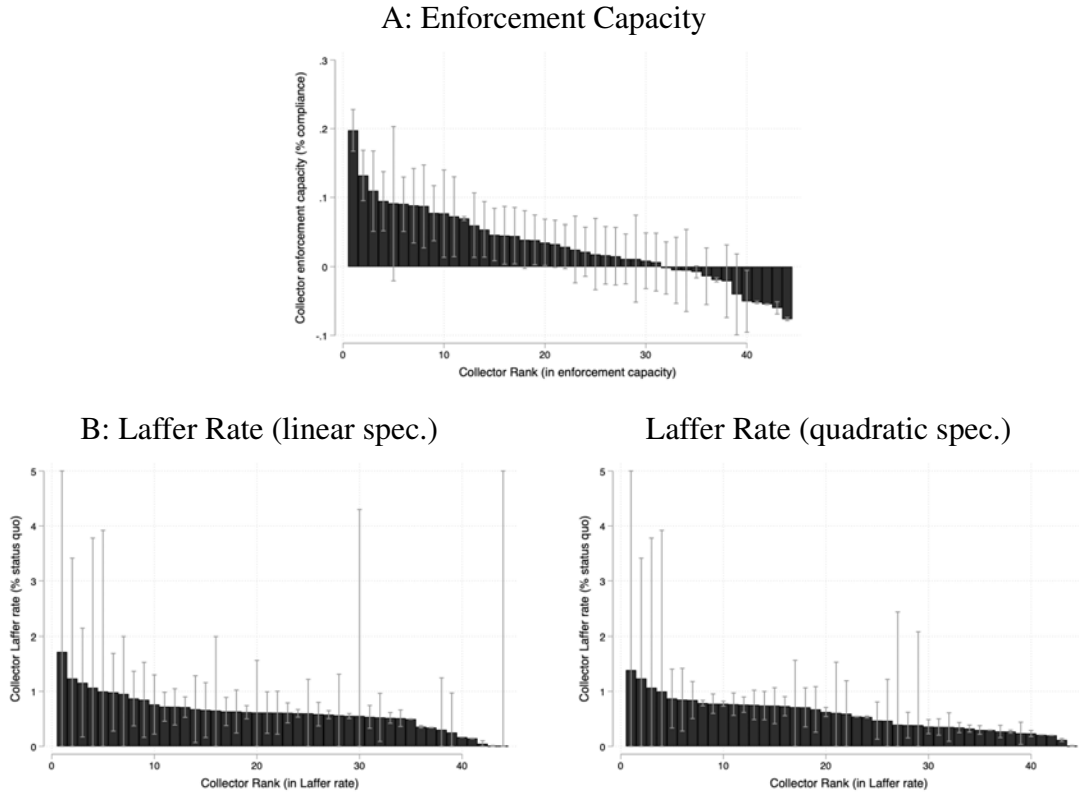 A: Enforcement Capacity
Collector enforcement capacity (% compliance)
.3
.2
.1
0
-.1
0 10 20 30 40
Collector Rank (in enforcement capacity)
B: Laffer Rate (linear spec.)
Collector Laffer rate (% status quo)
5
4
3
2
1
0
0 10 20 30 40
Collector Rank (in Laffer rate)
Laffer Rate (quadratic spec.)
Collector Laffer rate (% status quo)
5
4
3
2
1
0
0 10 20 30 40
Collector Rank (in Laffer rate)